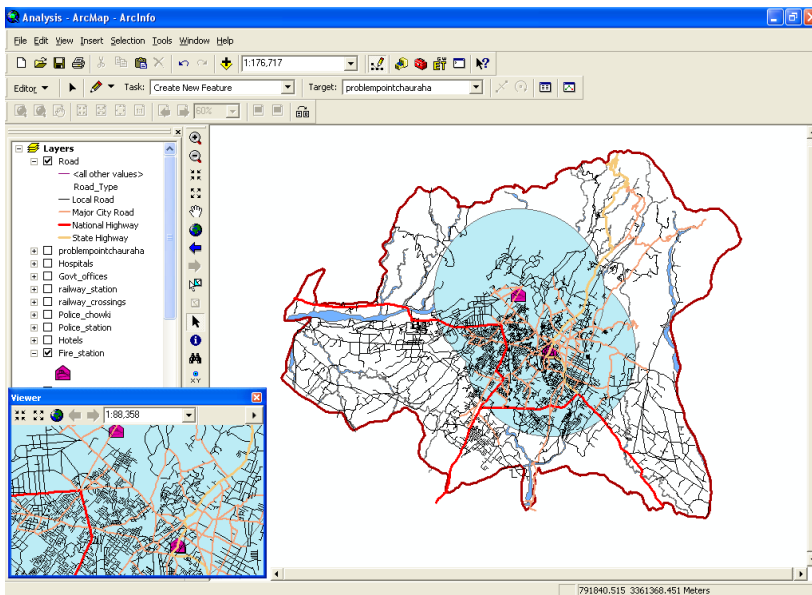 Analysis - ArcMap - ArcInfo
File Edit View Insert Selection Tools Window Help
1:176,717
Editor Task: Create New Feature Target: problempointchauraha
60%
Layers
Road
<all other values>
Road_Type
Local Road
Major City Road
National Highway
State Highway
problempointchauraha
Hospitals
Govt_offices
railway_station
railway_crossings
Police_chowki
Police_station
Hotels
Fire_station
XY
Viewer
1:88,358
791840.515 3361368.451 Meters